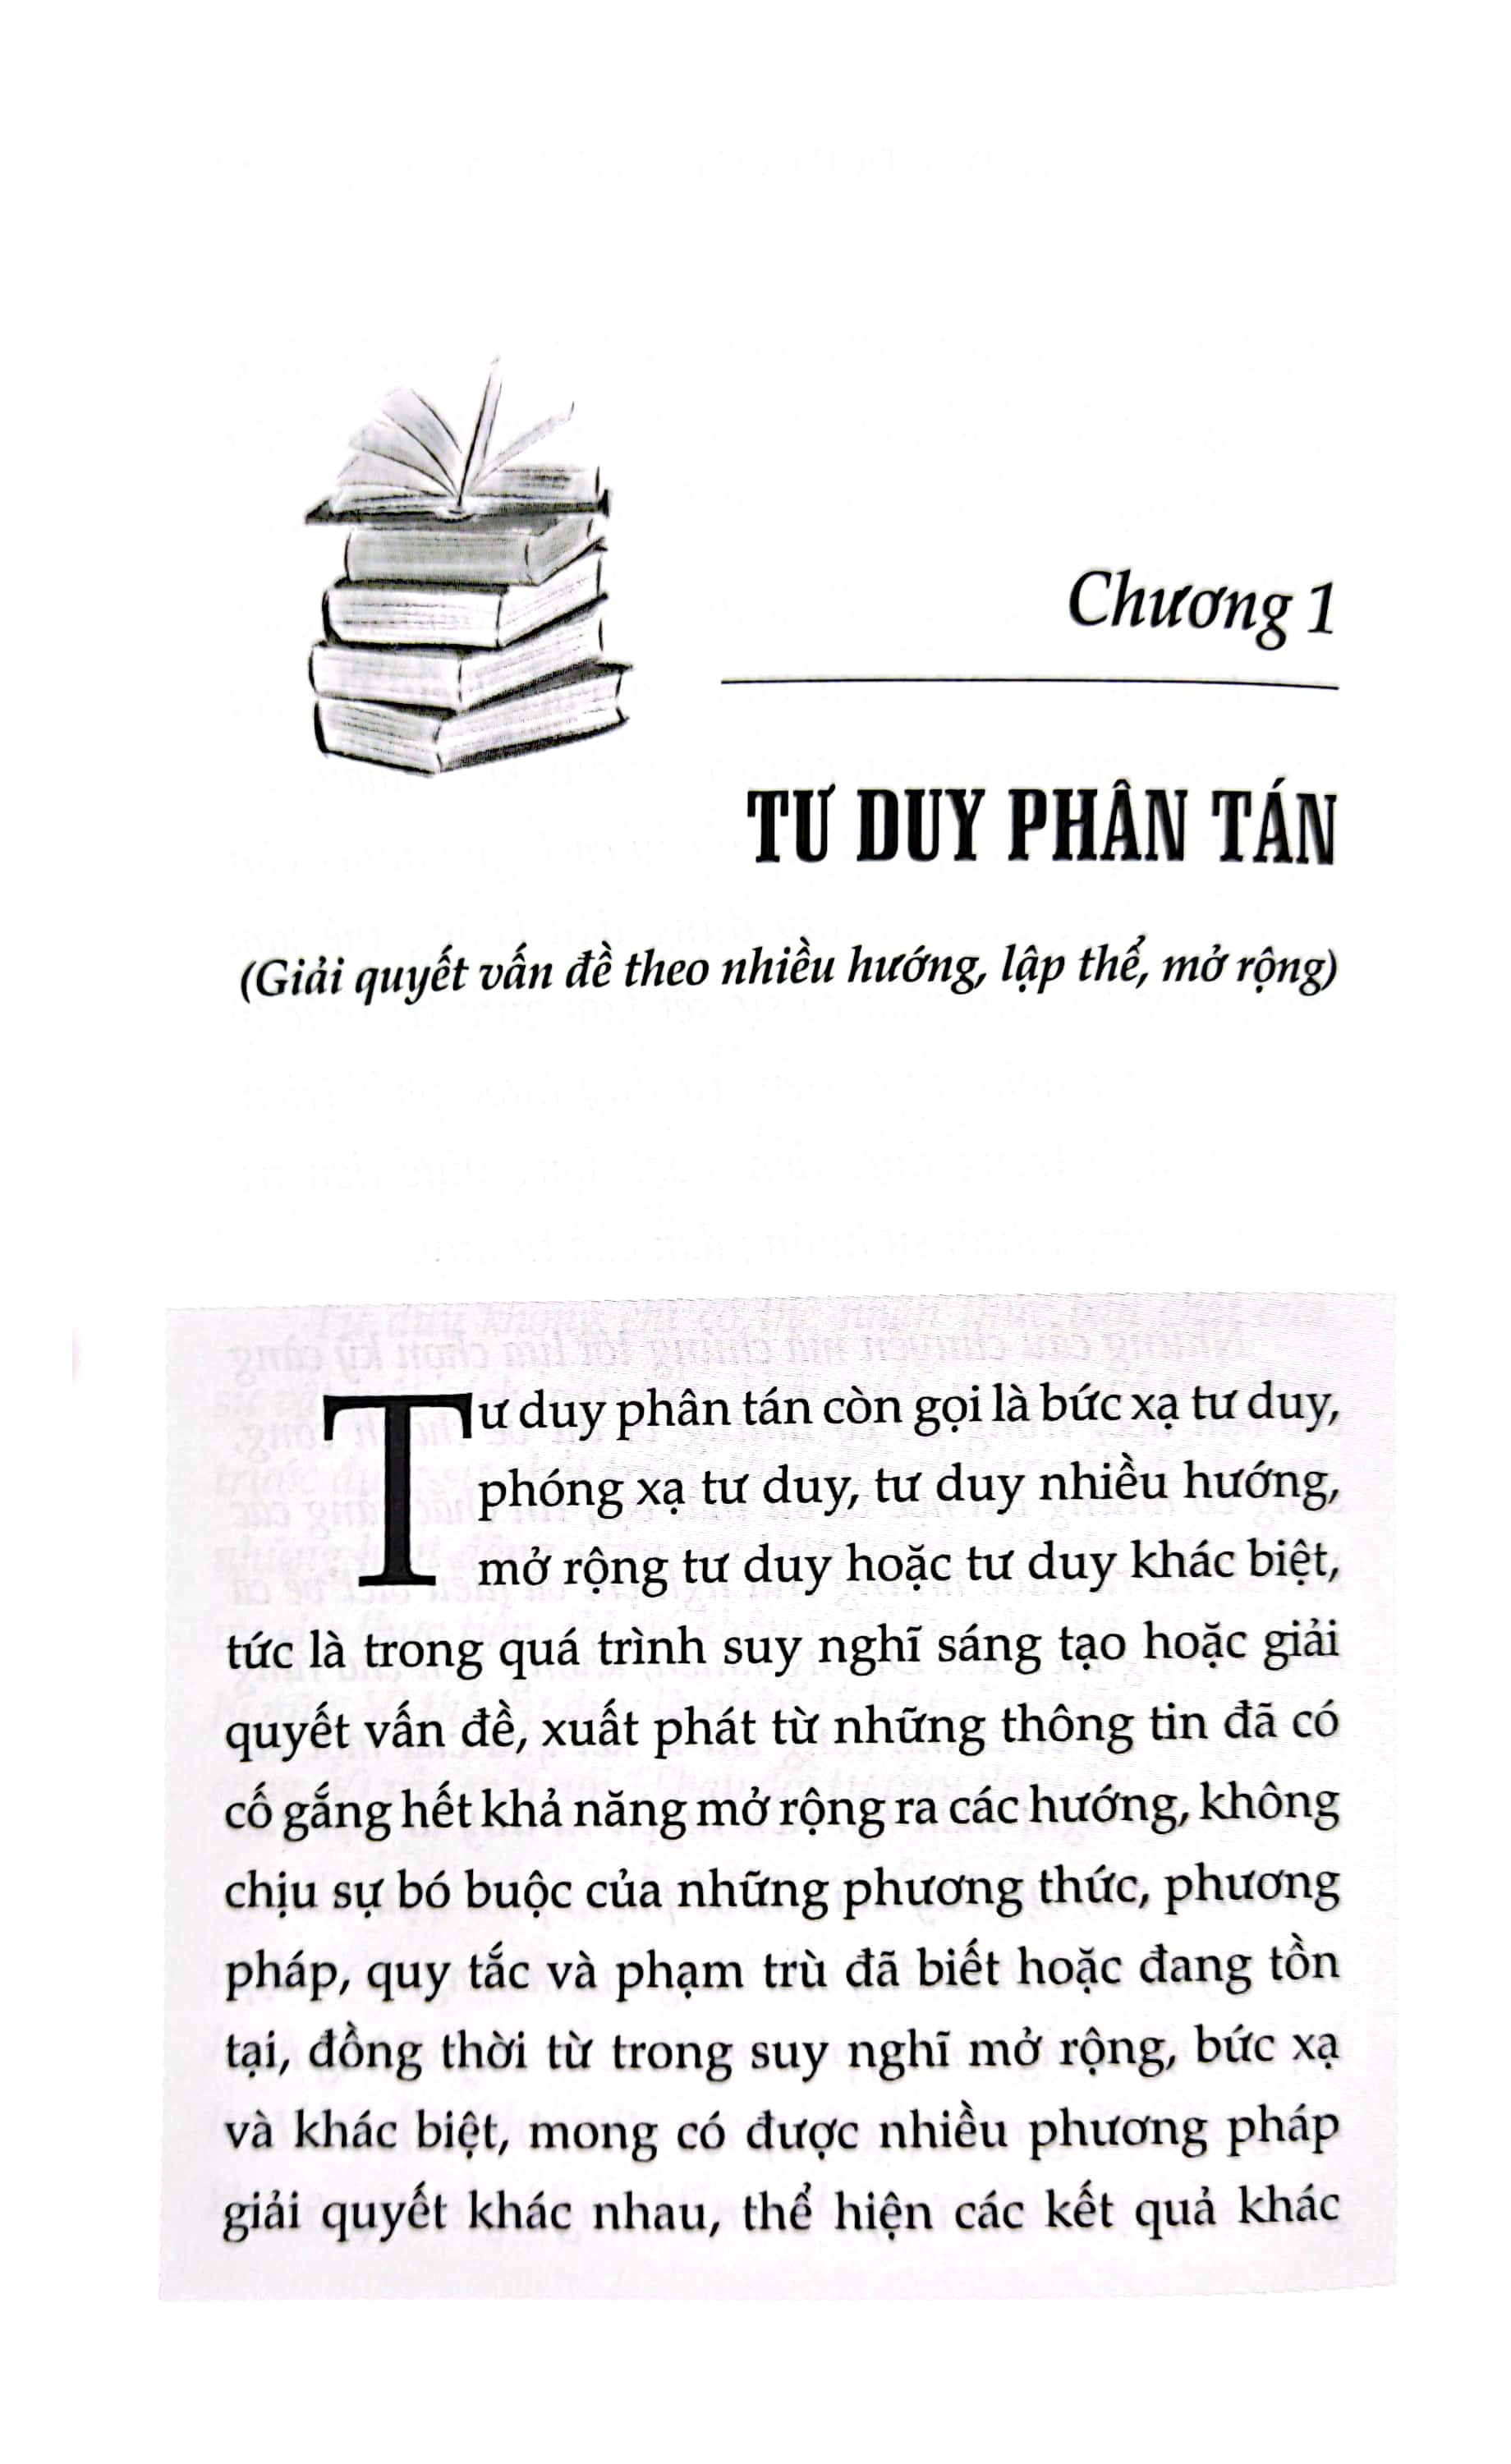 Chương 1
TƯ DUY PHÂN TÁN
(Giải quyết vấn đề theo nhiều hướng, lập thể, mở rộng)
Tư duy phân tán còn gọi là bức xạ tư duy,
phóng xạ tư duy, tư duy nhiều hướng,
mở rộng tư duy hoặc tư duy khác biệt,
tức là trong quá trình suy nghĩ sáng tạo hoặc giải
quyết vấn đề, xuất phát từ những thông tin đã có
cố gắng hết khả năng mở rộng ra các hướng, không
chịu sự bó buộc của những phương thức, phương
pháp, quy tắc và phạm trù đã biết hoặc đang tồn
tại, đồng thời từ trong suy nghĩ mở rộng, bức xạ
và khác biệt, mong có được nhiều phương pháp
giải quyết khác nhau, thể hiện các kết quả khác